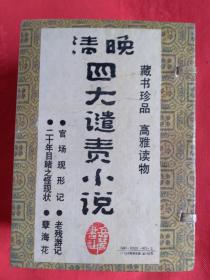 晚清
四大谴责小说
藏书珍品 高雅读物
·官场现形记
·老残游记
·二十年目睹之怪现状
·孽海花